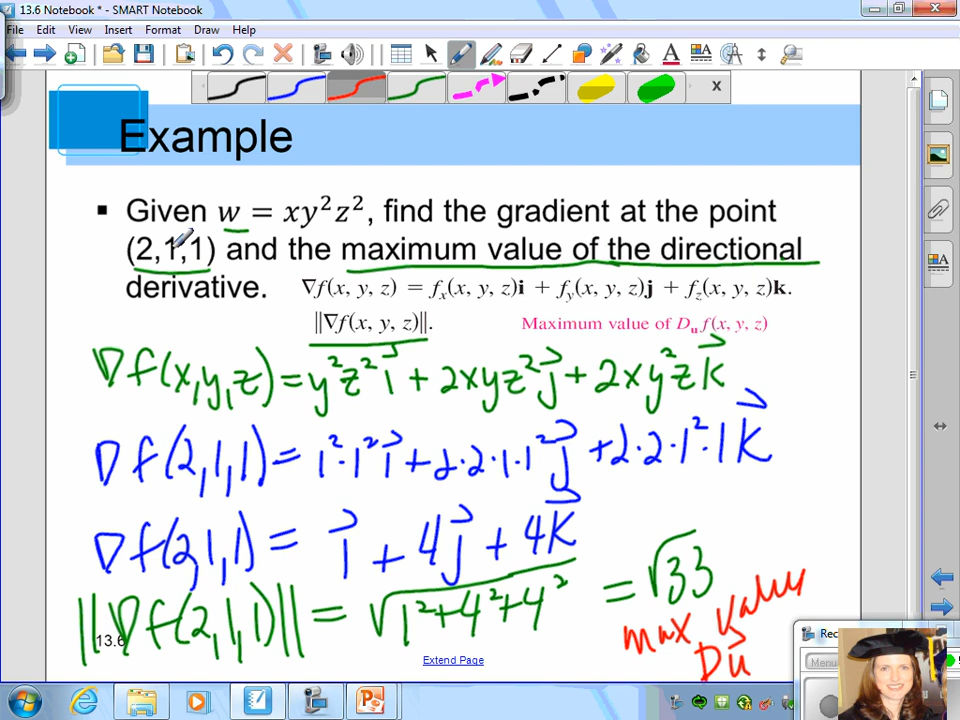 13.6 Notebook * - SMART Notebook
File Edit View Insert Format Draw Help
x
Example
▪ Given w = xy²z², find the gradient at the point
(2,1,1) and the maximum value of the directional
derivative.
∇f(x, y, z) = fₓ(x, y, z)i + f_y(x, y, z)j + f_z(x, y, z)k.
‖∇f(x, y, z)‖.
Maximum value of D_u f(x, y, z)
∇f(x,y,z) = y²z² i⃗ + 2xyz² j⃗ + 2xy²z k⃗
∇f(2,1,1) = 1²·1² i⃗ + 2·2·1·1² j⃗ + 2·2·1²·1 k⃗
∇f(2,1,1) = i⃗ + 4j⃗ + 4k⃗
‖∇f(2,1,1)‖ = √(1²+4²+4²) = √33
max value
Du⃗
13.6
Extend Page
Rec
Menu